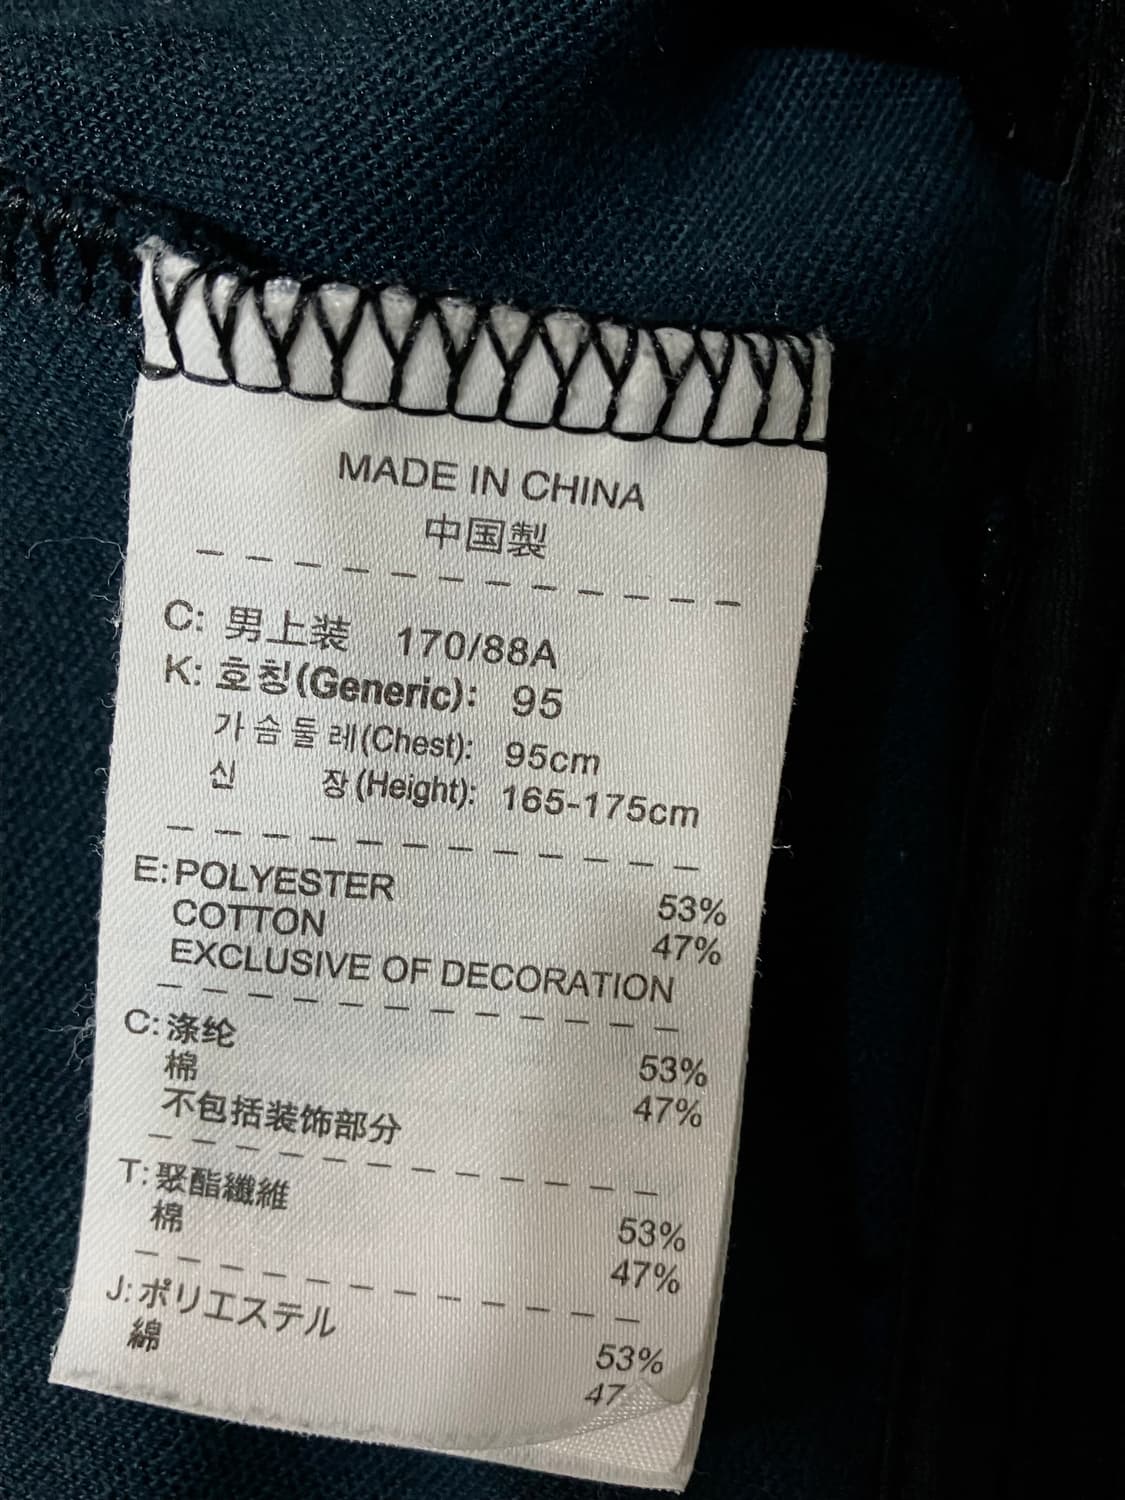 MADE IN CHINA
中国製
C: 男上装 170/88A
K: 호칭(Generic): 95
가슴둘레(Chest): 95cm
신 장(Height): 165-175cm
E: POLYESTER 53%
COTTON 47%
EXCLUSIVE OF DECORATION
C: 涤纶 53%
棉 47%
不包括装饰部分
T: 聚酯纖維 53%
棉 47%
J: ポリエステル 53%
綿 47